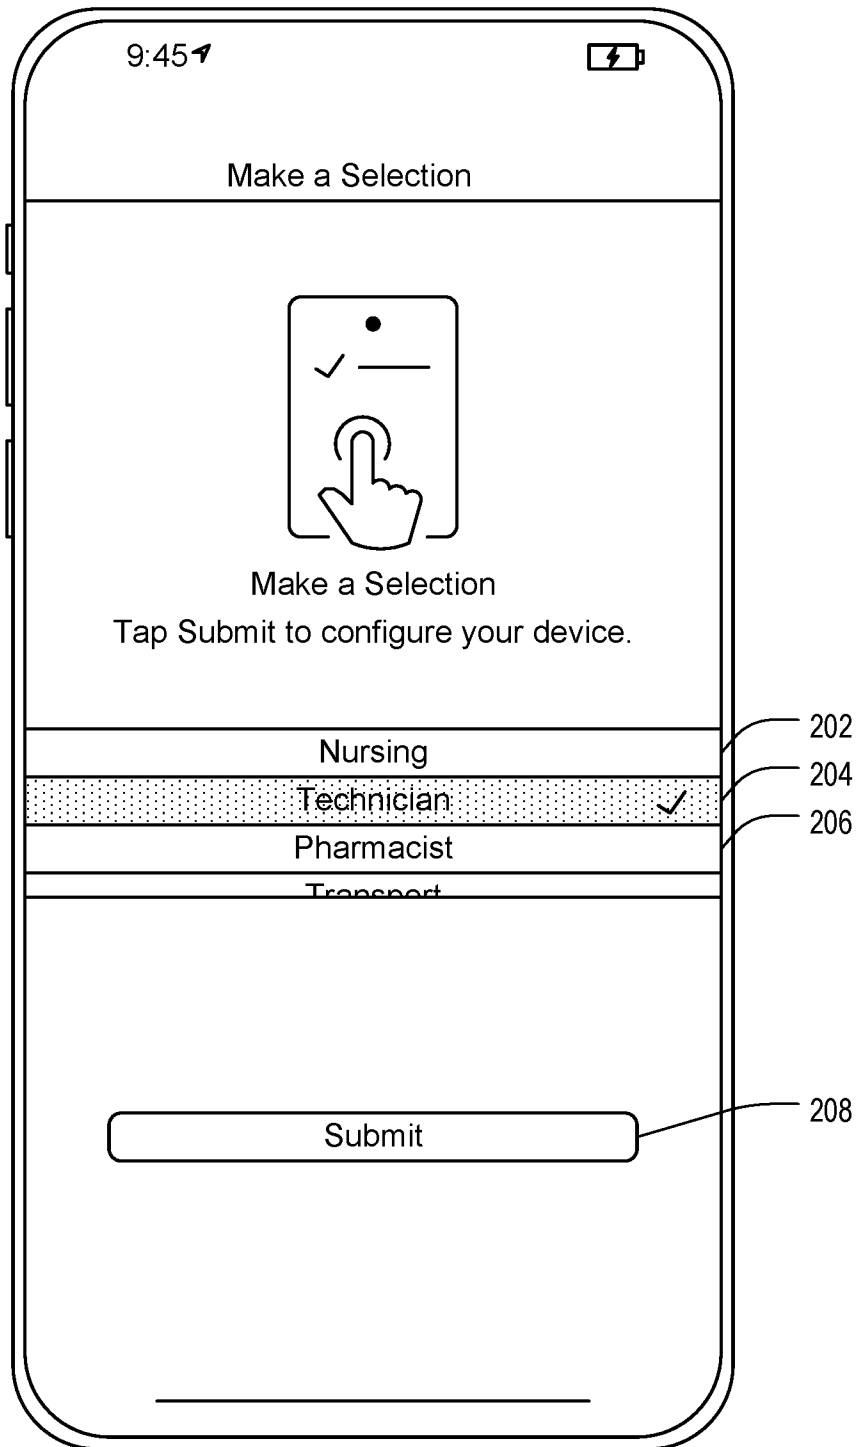 9:45
Make a Selection
Make a Selection
Tap Submit to configure your device.
Nursing
202
Technician
204
Pharmacist
206
Transport
Submit
208